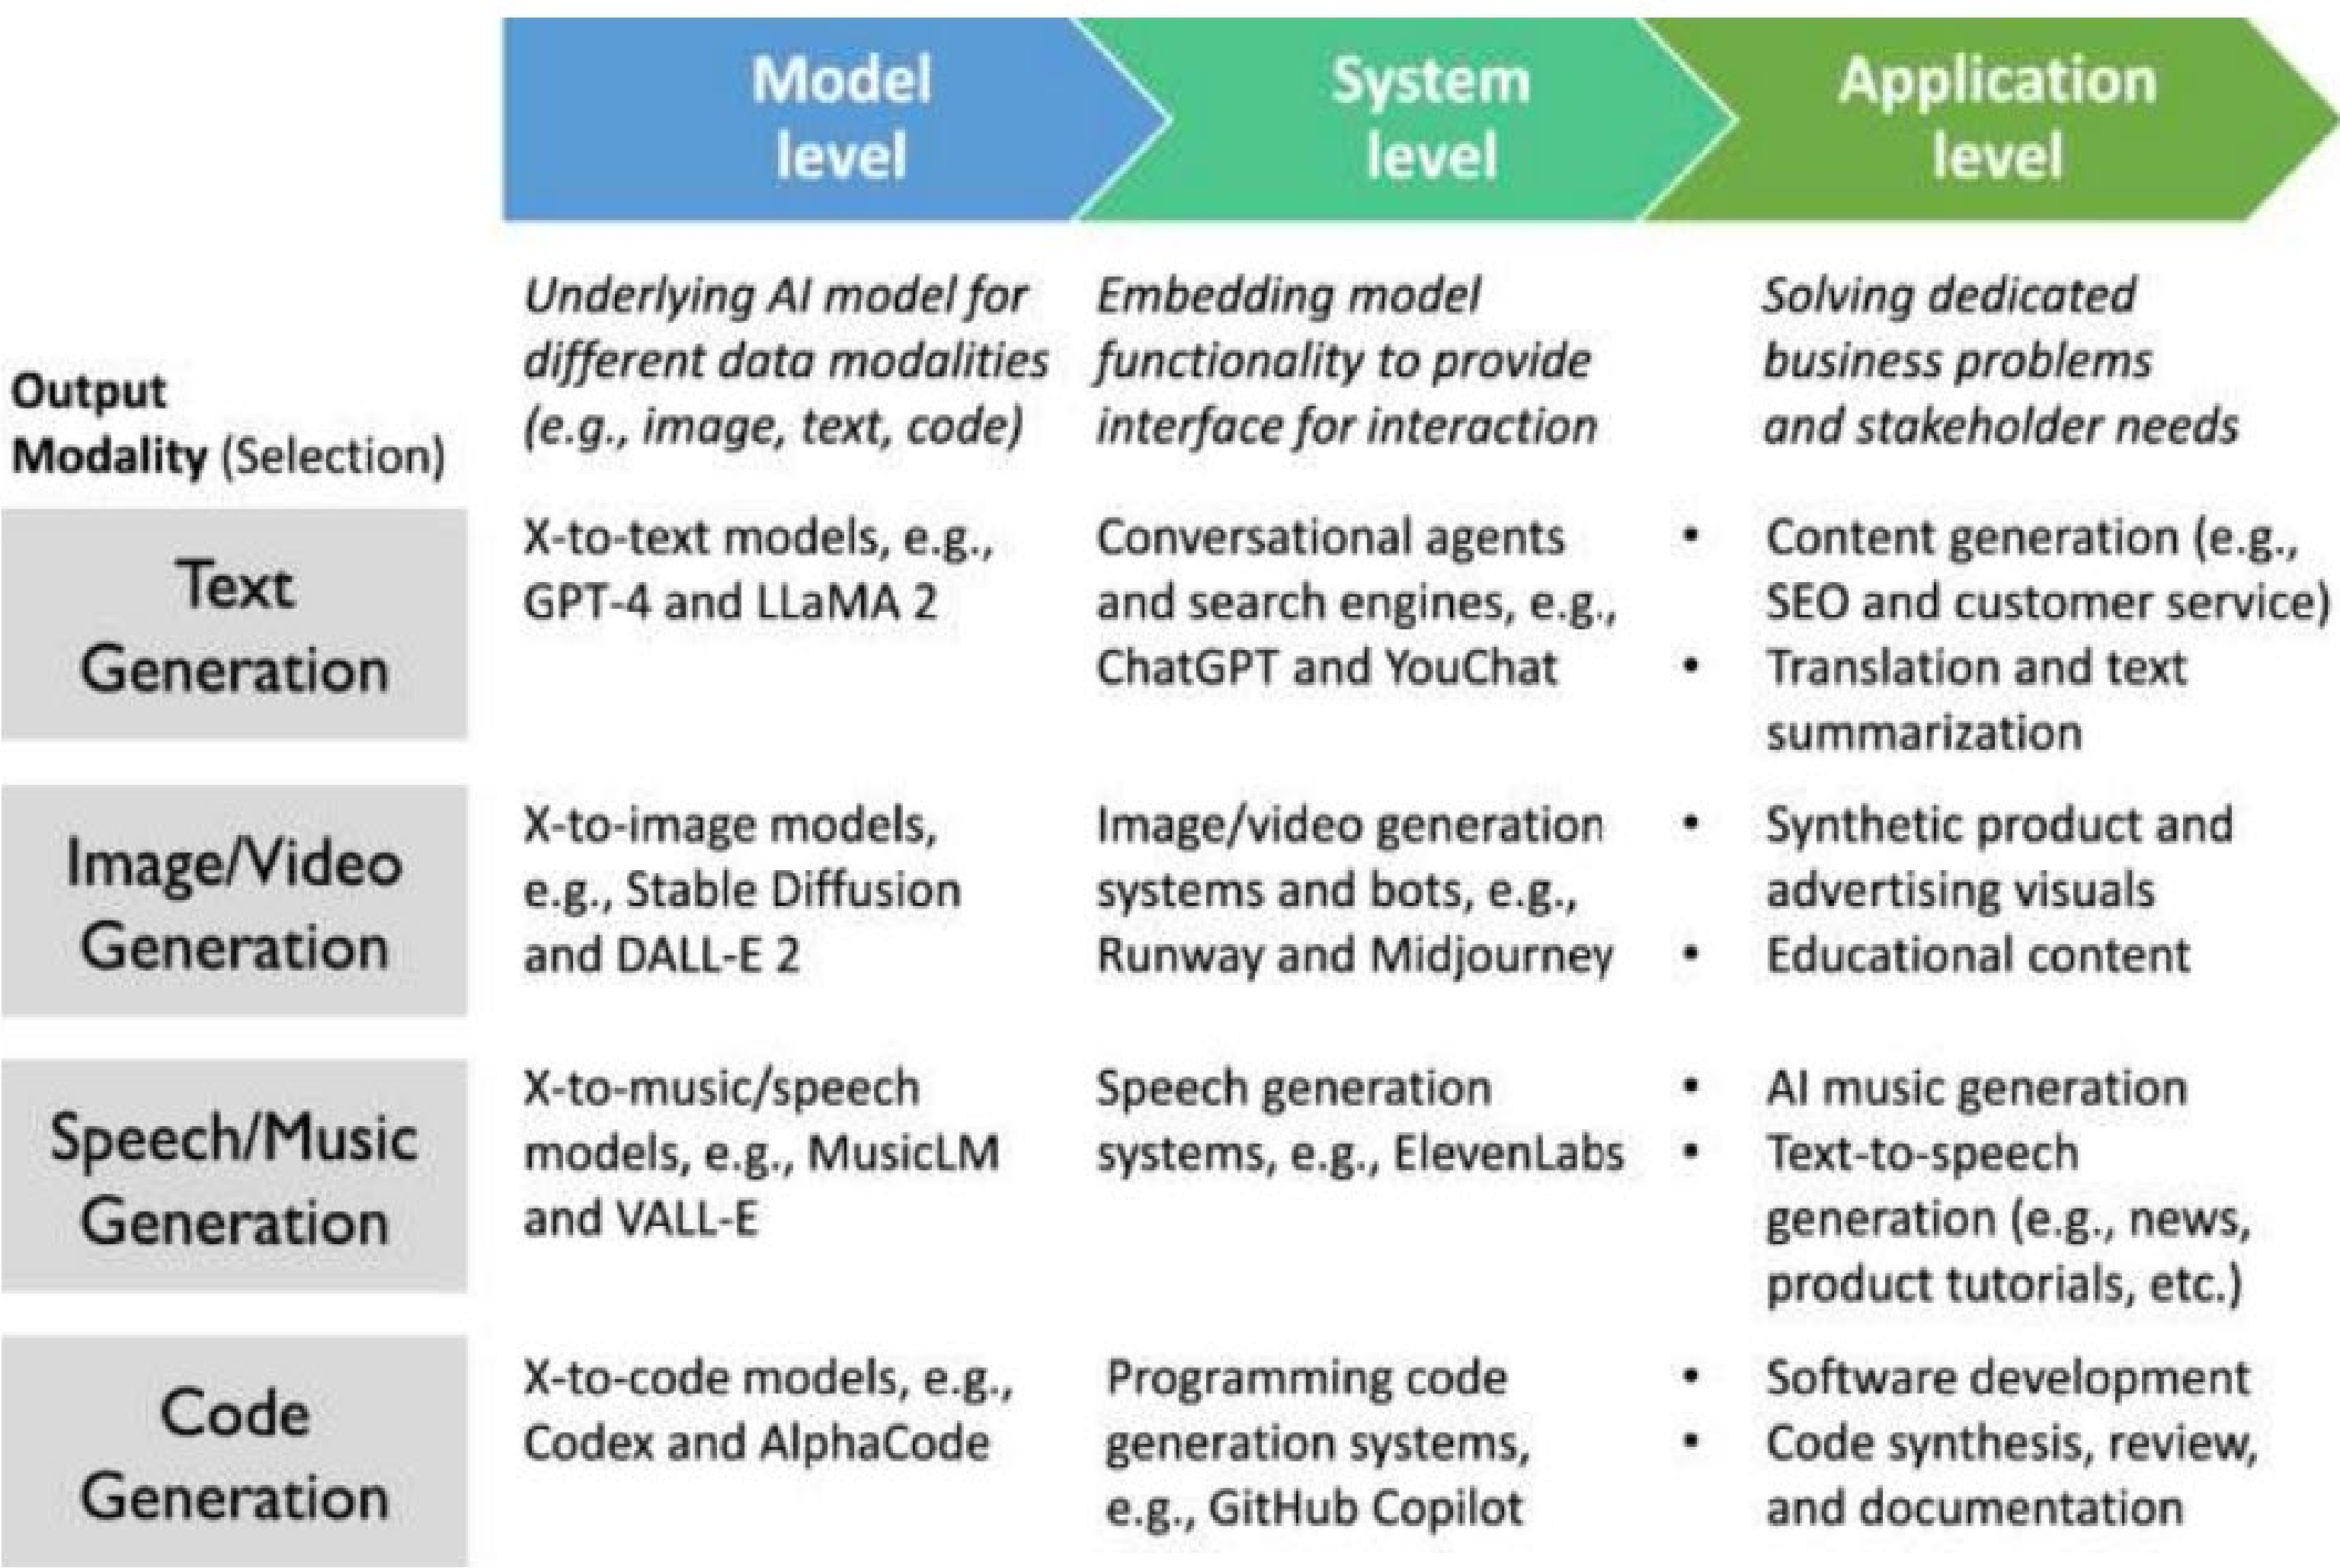 Model
level
System
level
Application
level
Output
Modality (Selection)
Underlying AI model for
different data modalities
(e.g., image, text, code)
Embedding model
functionality to provide
interface for interaction
Solving dedicated
business problems
and stakeholder needs
Text
Generation
X-to-text models, e.g.,
GPT-4 and LLaMA 2
Conversational agents
and search engines, e.g.,
ChatGPT and YouChat
• Content generation (e.g.,
SEO and customer service)
• Translation and text
summarization
Image/Video
Generation
X-to-image models,
e.g., Stable Diffusion
and DALL-E 2
Image/video generation
systems and bots, e.g.,
Runway and Midjourney
• Synthetic product and
advertising visuals
• Educational content
Speech/Music
Generation
X-to-music/speech
models, e.g., MusicLM
and VALL-E
Speech generation
systems, e.g., ElevenLabs
• AI music generation
• Text-to-speech
generation (e.g., news,
product tutorials, etc.)
Code
Generation
X-to-code models, e.g.,
Codex and AlphaCode
Programming code
generation systems,
e.g., GitHub Copilot
• Software development
• Code synthesis, review,
and documentation